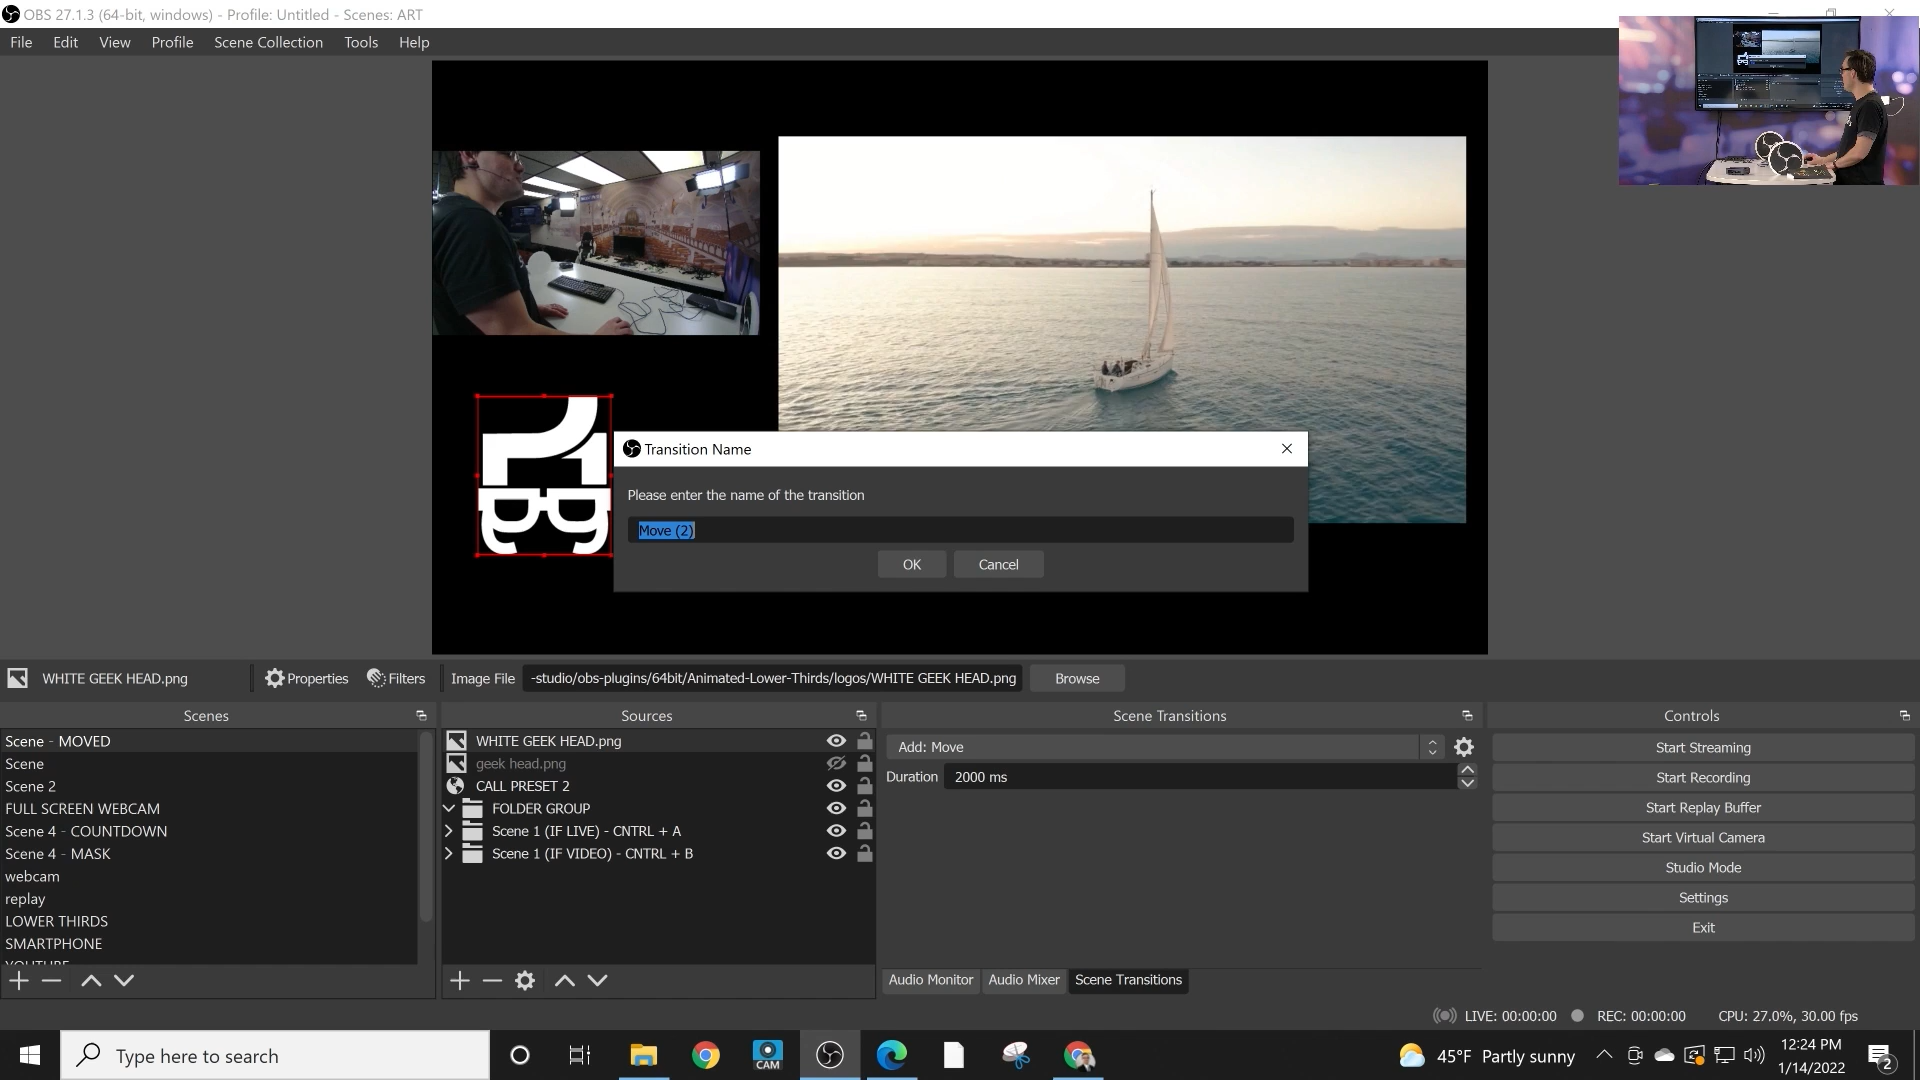 OBS 27.1.3 (64-bit, windows) - Profile: Untitled - Scenes: ART
File Edit View Profile Scene Collection Tools Help
Transition Name
Please enter the name of the transition
Move (2)
OK Cancel
WHITE GEEK HEAD.png Properties Filters Image File -studio/obs-plugins/64bit/Animated-Lower-Thirds/logos/WHITE GEEK HEAD.png Browse
Scenes
Scene - MOVED
Scene
Scene 2
FULL SCREEN WEBCAM
Scene 4 - COUNTDOWN
Scene 4 - MASK
webcam
replay
LOWER THIRDS
SMARTPHONE
YOUTUBE
Sources
WHITE GEEK HEAD.png
geek head.png
CALL PRESET 2
FOLDER GROUP
Scene 1 (IF LIVE) - CNTRL + A
Scene 1 (IF VIDEO) - CNTRL + B
Scene Transitions
Add: Move
Duration 2000 ms
Audio Monitor Audio Mixer Scene Transitions
Controls
Start Streaming
Start Recording
Start Replay Buffer
Start Virtual Camera
Studio Mode
Settings
Exit
LIVE: 00:00:00 REC: 00:00:00 CPU: 27.0%, 30.00 fps
Type here to search
CAM
45°F Partly sunny
12:24 PM
1/14/2022
2